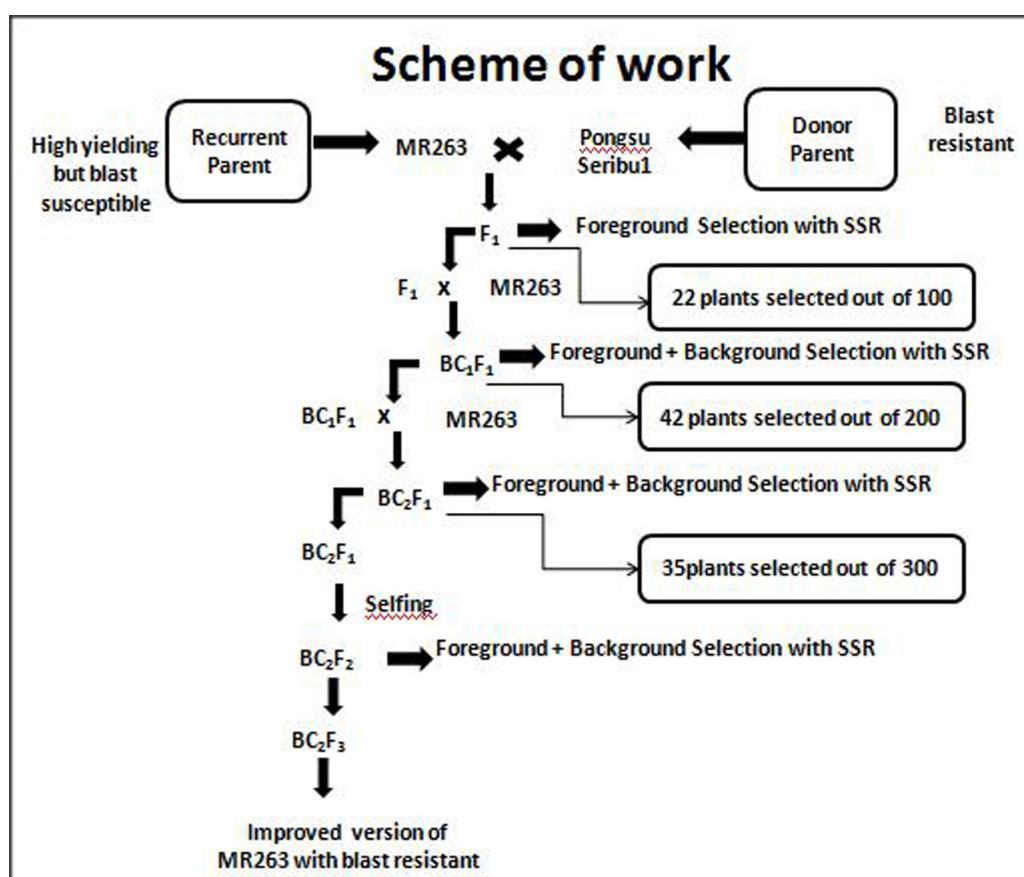 Scheme of work
High yielding
but blast
susceptible
Recurrent
Parent
MR263
Pongsu
Seribu1
Donor
Parent
Blast
resistant
F₁
Foreground Selection with SSR
F₁ x MR263
22 plants selected out of 100
BC₁F₁
Foreground + Background Selection with SSR
BC₁F₁ x MR263
42 plants selected out of 200
BC₂F₁
Foreground + Background Selection with SSR
BC₂F₁
35plants selected out of 300
Selfing
BC₂F₂
Foreground + Background Selection with SSR
BC₂F₃
Improved version of
MR263 with blast resistant